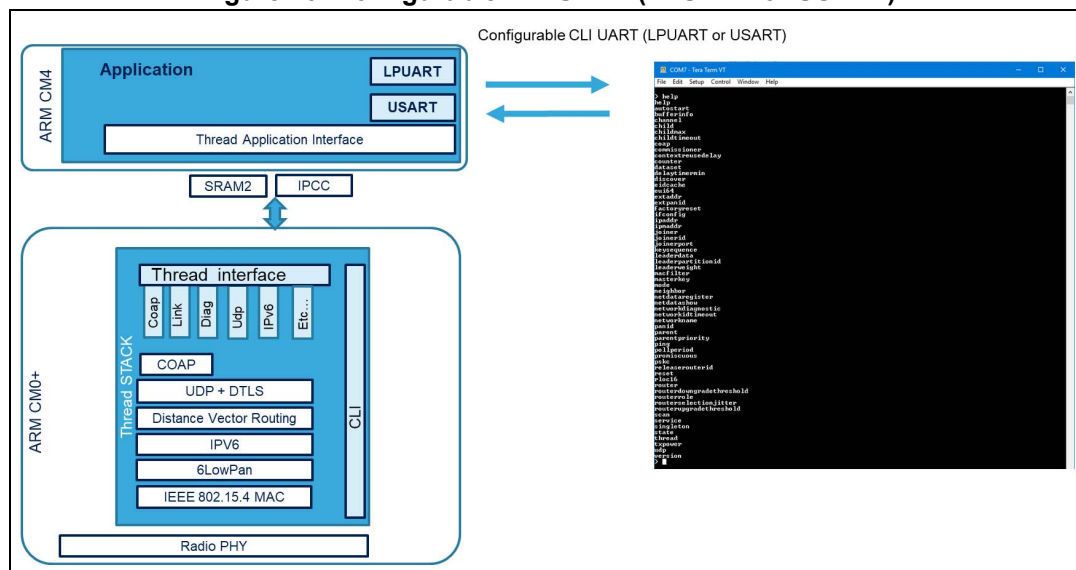 Configurable CLI UART (LPUART or USART)
ARM CM4
Application
LPUART
USART
Thread Application Interface
SRAM2
IPCC
ARM CM0+
Thread STACK
Thread interface
Coap
Link
Diag
Udp
IPv6
Etc...
COAP
UDP + DTLS
Distance Vector Routing
IPV6
6LowPan
IEEE 802.15.4 MAC
CLI
Radio PHY
COM7 - Tera Term VT
File Edit Setup Control Window Help
> help
help
autostart
bufferinfo
channel
child
childmax
childtimeout
coap
commissioner
contextreusedelay
counter
dataset
delaytimermin
discover
eidcache
eui64
extaddr
extpanid
factoryreset
ifconfig
ipaddr
ipmaddr
joiner
joinerid
joinerport
keysequence
leaderdata
leaderpartitionid
leaderweight
macfilter
masterkey
mode
neighbor
netdataregister
netdatashow
networkdiagnostic
networkidtimeout
networkname
panid
parent
parentpriority
ping
pollperiod
promiscuous
pskc
releaserouterid
reset
rloc16
router
routerdowngradethreshold
routerrole
routerselectionjitter
routerupgradethreshold
scan
service
singleton
state
thread
txpower
udp
version
>